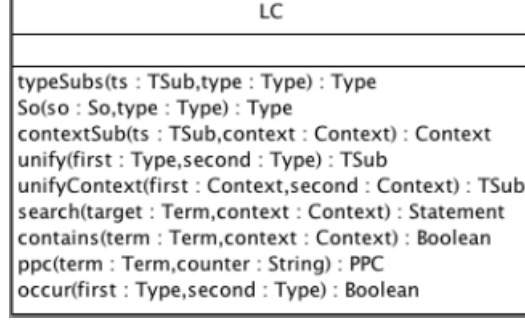 LC
typeSubs(ts : TSub,type : Type) : Type
So(so : So,type : Type) : Type
contextSub(ts : TSub,context : Context) : Context
unify(first : Type,second : Type) : TSub
unifyContext(first : Context,second : Context) : TSub
search(target : Term,context : Context) : Statement
contains(term : Term,context : Context) : Boolean
ppc(term : Term,counter : String) : PPC
occur(first : Type,second : Type) : Boolean